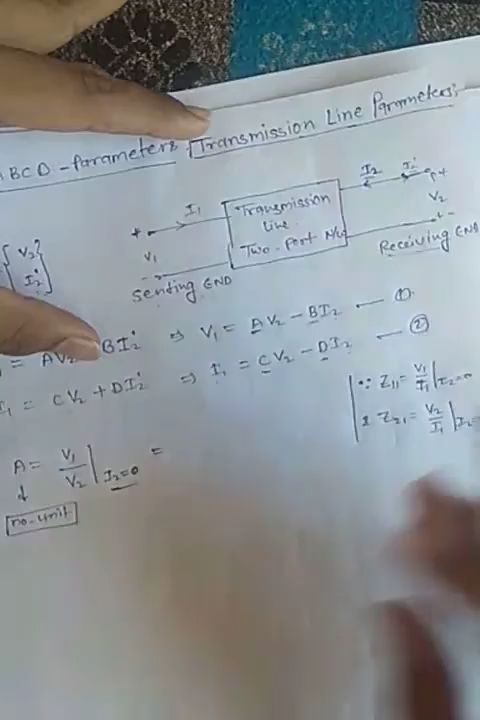 BCD - Parameters Transmission Line Parameters:
I₁ I₂ I₂'
+ +
Transmission
Line
Two-Port N/w
V₁ V₂
- -
Sending END Receiving END
{ V₂ }
I₂' ]
= AV₂ BI₂' ⇒ V₁ = AV₂ - BI₂ — ①
I₁ = CV₂ + DI₂' ⇒ I₁ = CV₂ - DI₂ — ②
∵ Z₁₁ = V₁/I₁ | I₂=0
& Z₂₁ = V₂/I₁ | I₂=
A = V₁/V₂ | I₂=0 =
↓
no-unit